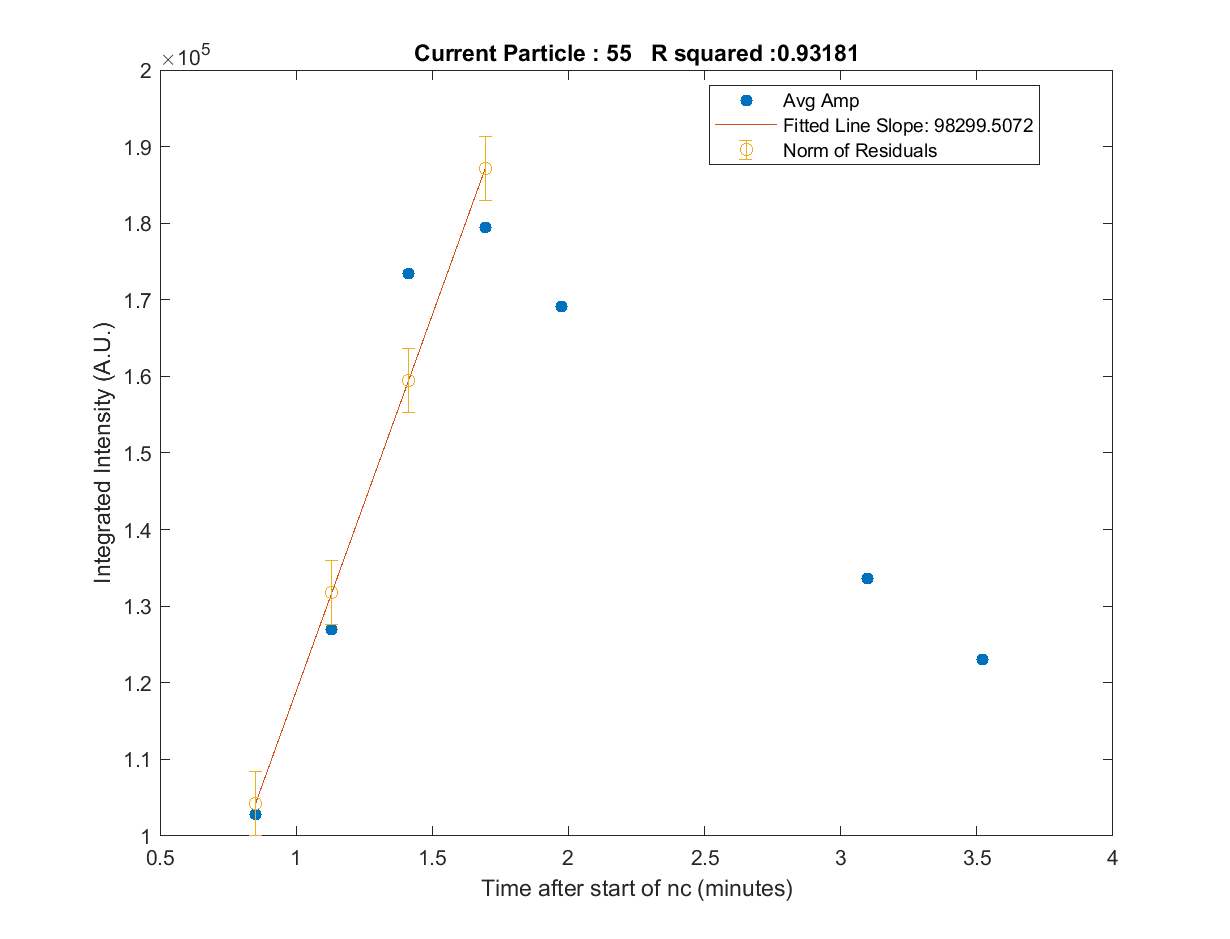 Current Particle : 55 R squared :0.93181
×10^5
Avg Amp
Fitted Line Slope: 98299.5072
Norm of Residuals
Integrated Intensity (A.U.)
2
1.9
1.8
1.7
1.6
1.5
1.4
1.3
1.2
1.1
1
0.5 1 1.5 2 2.5 3 3.5 4
Time after start of nc (minutes)